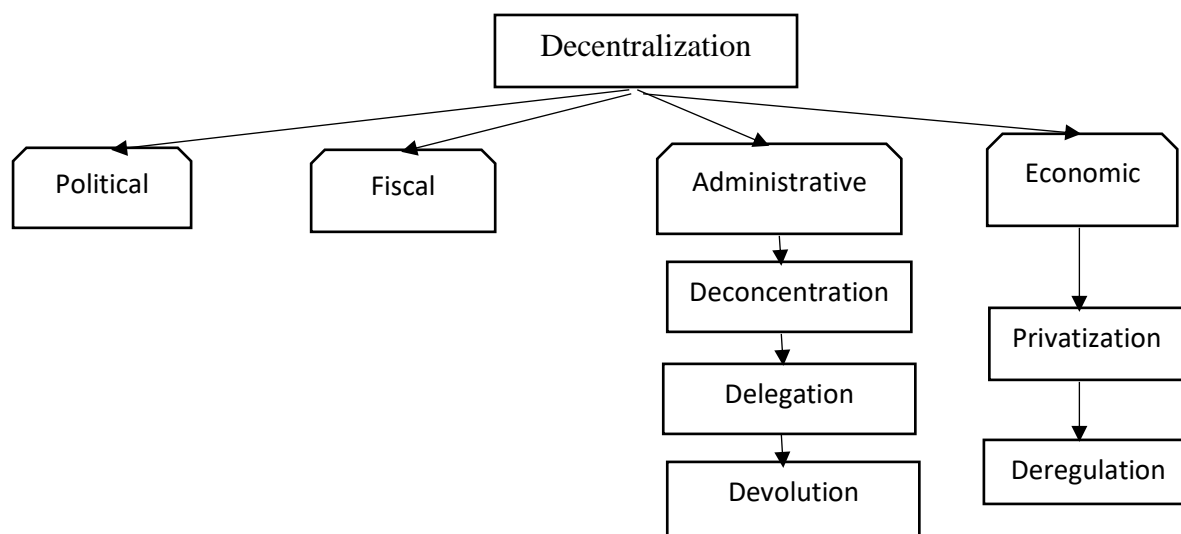 Decentralization
Political
Fiscal
Administrative
Economic
Deconcentration
Privatization
Delegation
Deregulation
Devolution